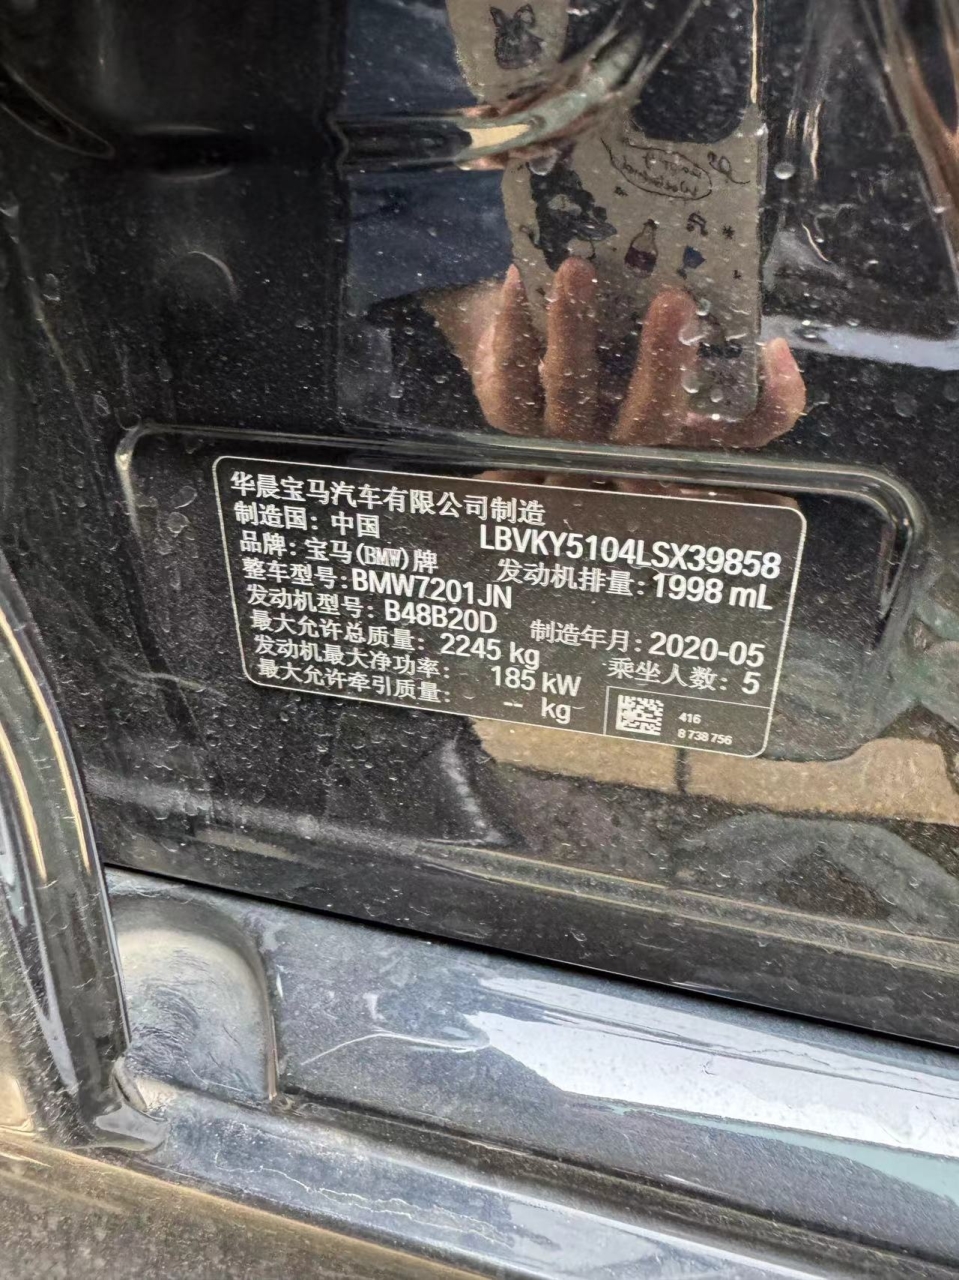 华晨宝马汽车有限公司制造
制造国：中国 LBVKY5104LSX39858
品牌：宝马(BMW)牌 发动机排量：1998 mL
整车型号：BMW7201JN
发动机型号：B48B20D 制造年月：2020-05
最大允许总质量：2245 kg 乘坐人数：5
发动机最大净功率：185 kW
最大允许牵引质量：-- kg
416
8738756